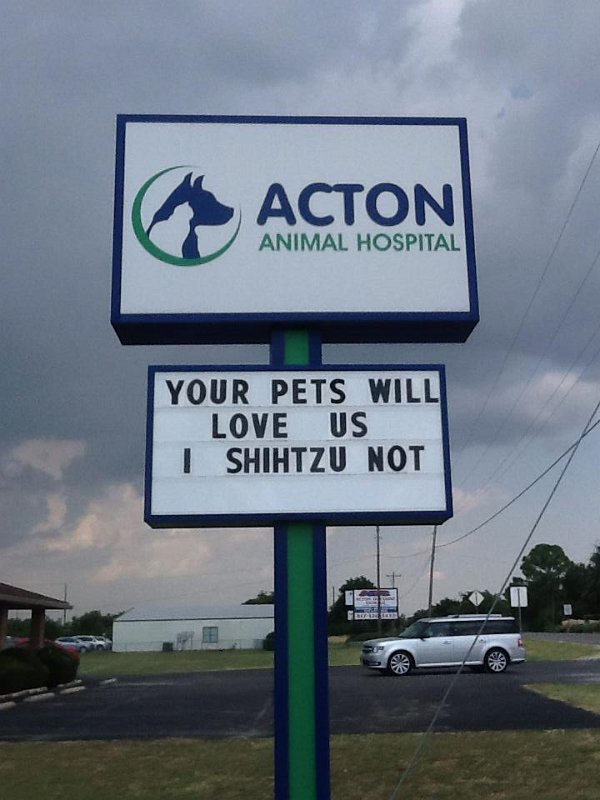 ACTON
ANIMAL HOSPITAL
YOUR PETS WILL
LOVE US
I SHIHTZU NOT